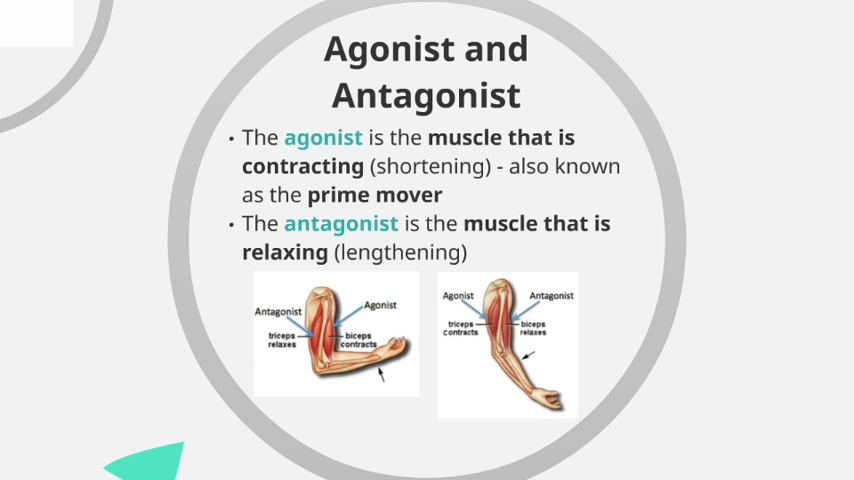 Agonist and
Antagonist
• The agonist is the muscle that is
contracting (shortening) - also known
as the prime mover
• The antagonist is the muscle that is
relaxing (lengthening)
Antagonist
Agonist
triceps
relaxes
biceps
contracts
Agonist
Antagonist
triceps
contracts
biceps
relaxes